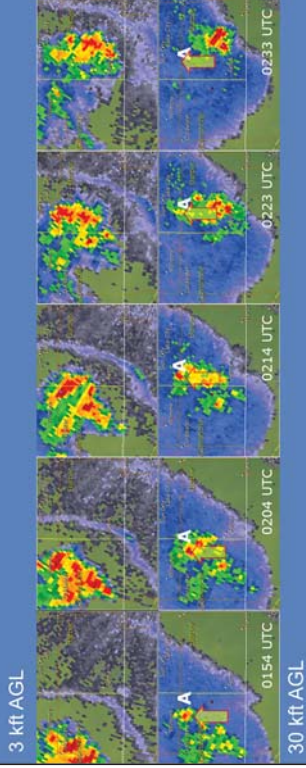 3 kft AGL
30 kft AGL
0154 UTC
0204 UTC
0214 UTC
0223 UTC
0233 UTC
A
A
A
A
A